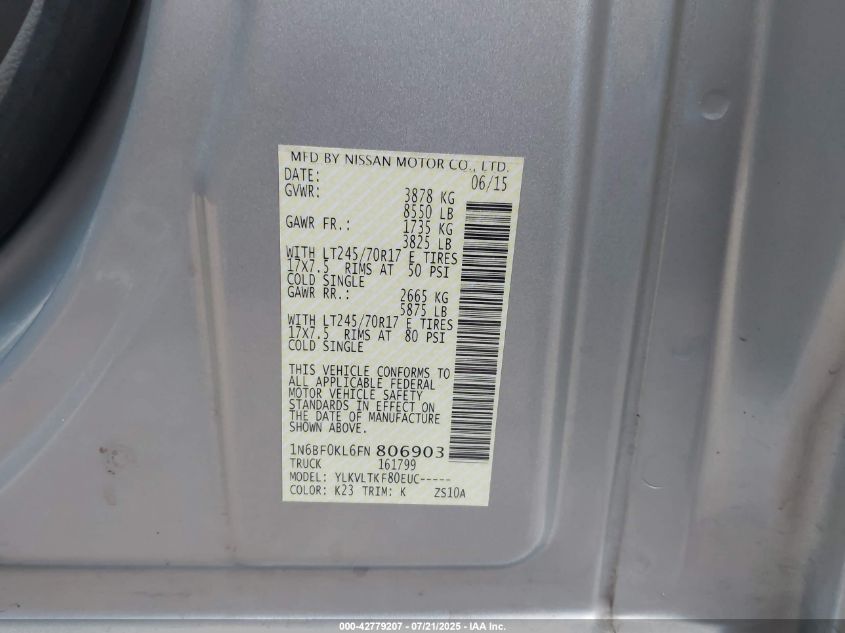 MFD BY NISSAN MOTOR CO., LTD.
DATE: 06/15
GVWR: 3878 KG
8550 LB
GAWR FR.: 1735 KG
3825 LB
WITH LT245/70R17 E TIRES
17X7.5 RIMS AT 50 PSI
COLD SINGLE
GAWR RR.: 2665 KG
5875 LB
WITH LT245/70R17 E TIRES
17X7.5 RIMS AT 80 PSI
COLD SINGLE
THIS VEHICLE CONFORMS TO
ALL APPLICABLE FEDERAL
MOTOR VEHICLE SAFETY
STANDARDS IN EFFECT ON
THE DATE OF MANUFACTURE
SHOWN ABOVE.
1N6BF0KL6FN 806903
TRUCK 161799
MODEL: YLKVLTKF80EUC-----
COLOR: K23 TRIM: K ZS10A
000-42779207 - 07/21/2025 - IAA Inc.